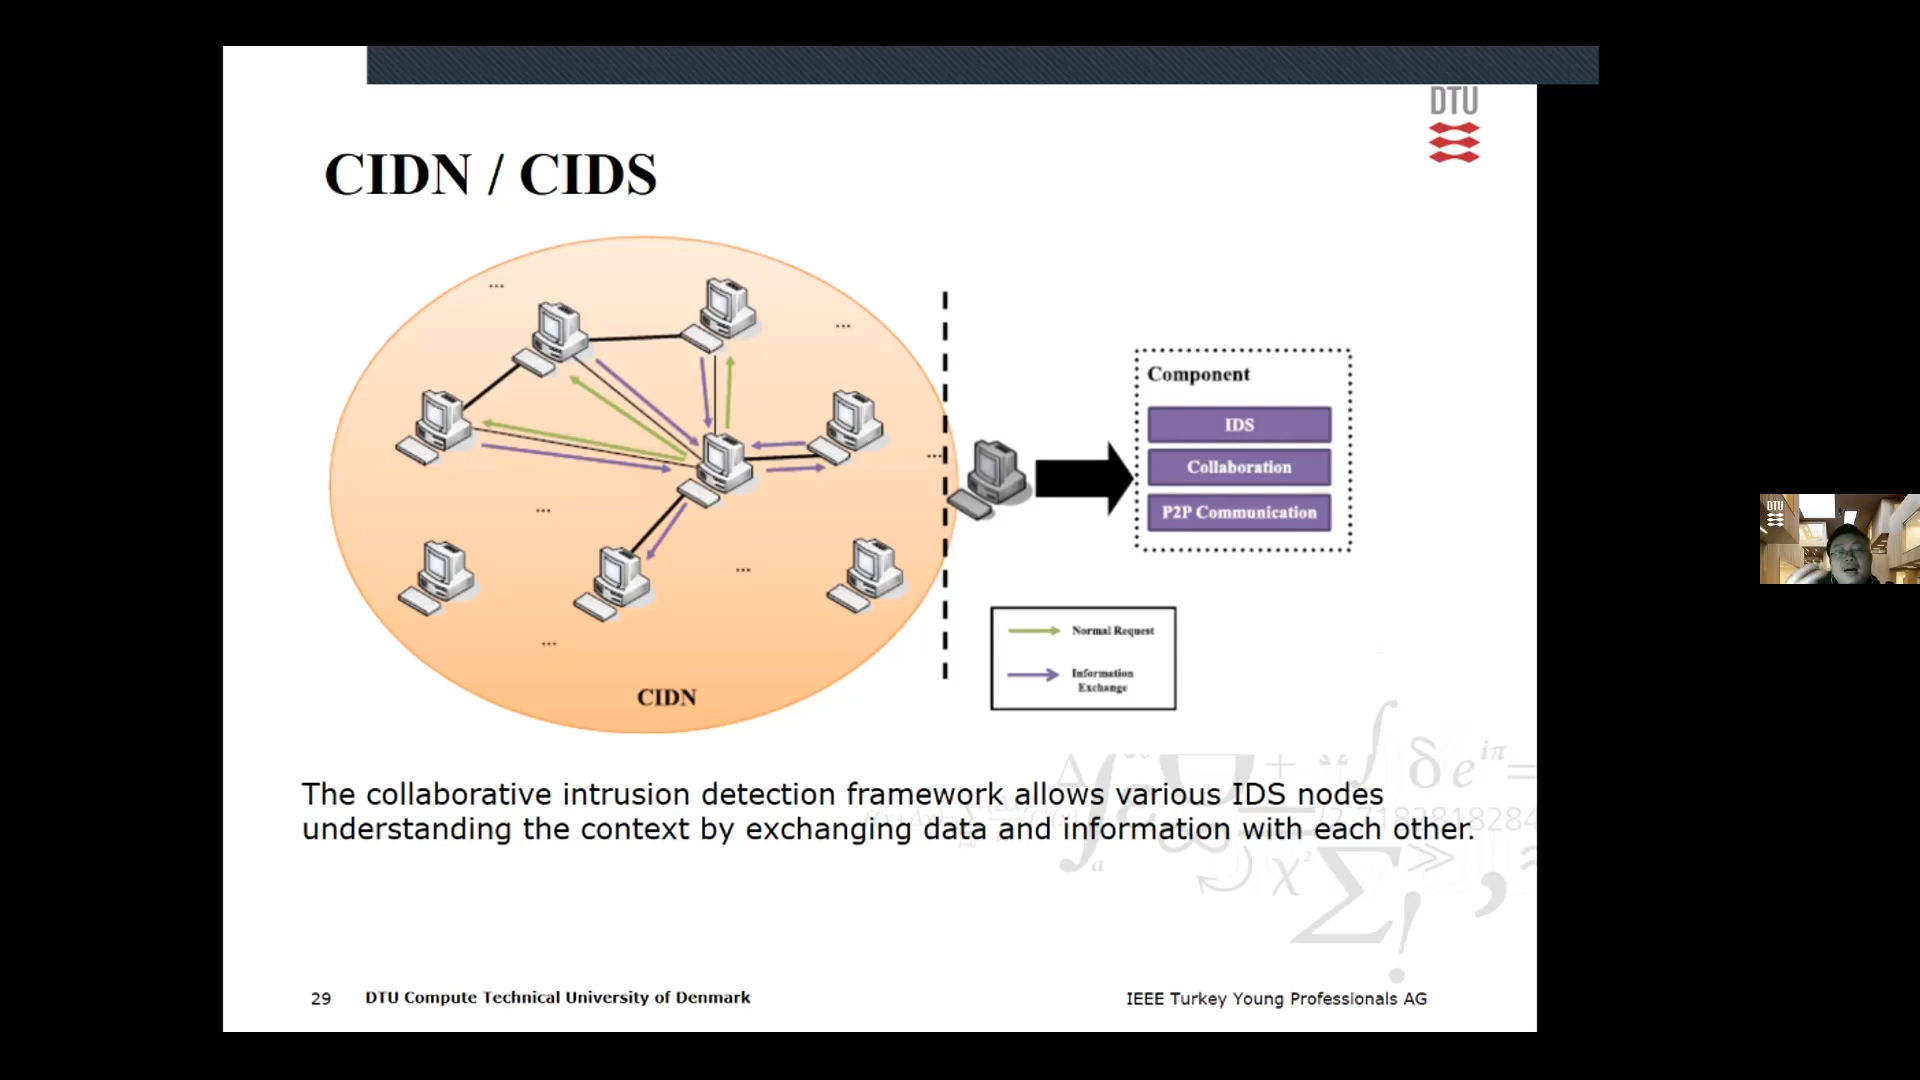 DTU
CIDN / CIDS
...
...
...
...
...
...
CIDN
Component
IDS
Collaboration
P2P Communication
Normal Request
Information
Exchange
DTU
The collaborative intrusion detection framework allows various IDS nodes
understanding the context by exchanging data and information with each other.
29
DTU Compute Technical University of Denmark
IEEE Turkey Young Professionals AG